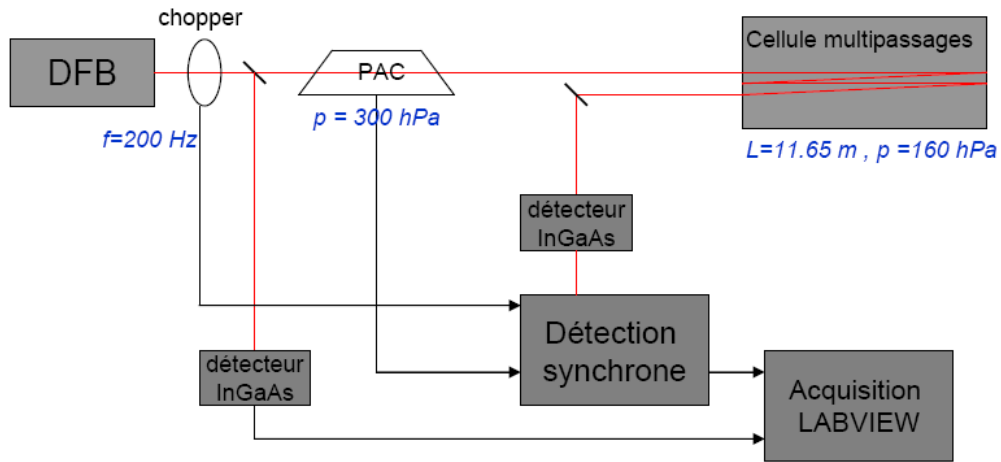 chopper
DFB
PAC
Cellule multipassages
f=200 Hz
p = 300 hPa
L=11.65 m , p =160 hPa
détecteur
InGaAs
Détection
synchrone
détecteur
InGaAs
Acquisition
LABVIEW